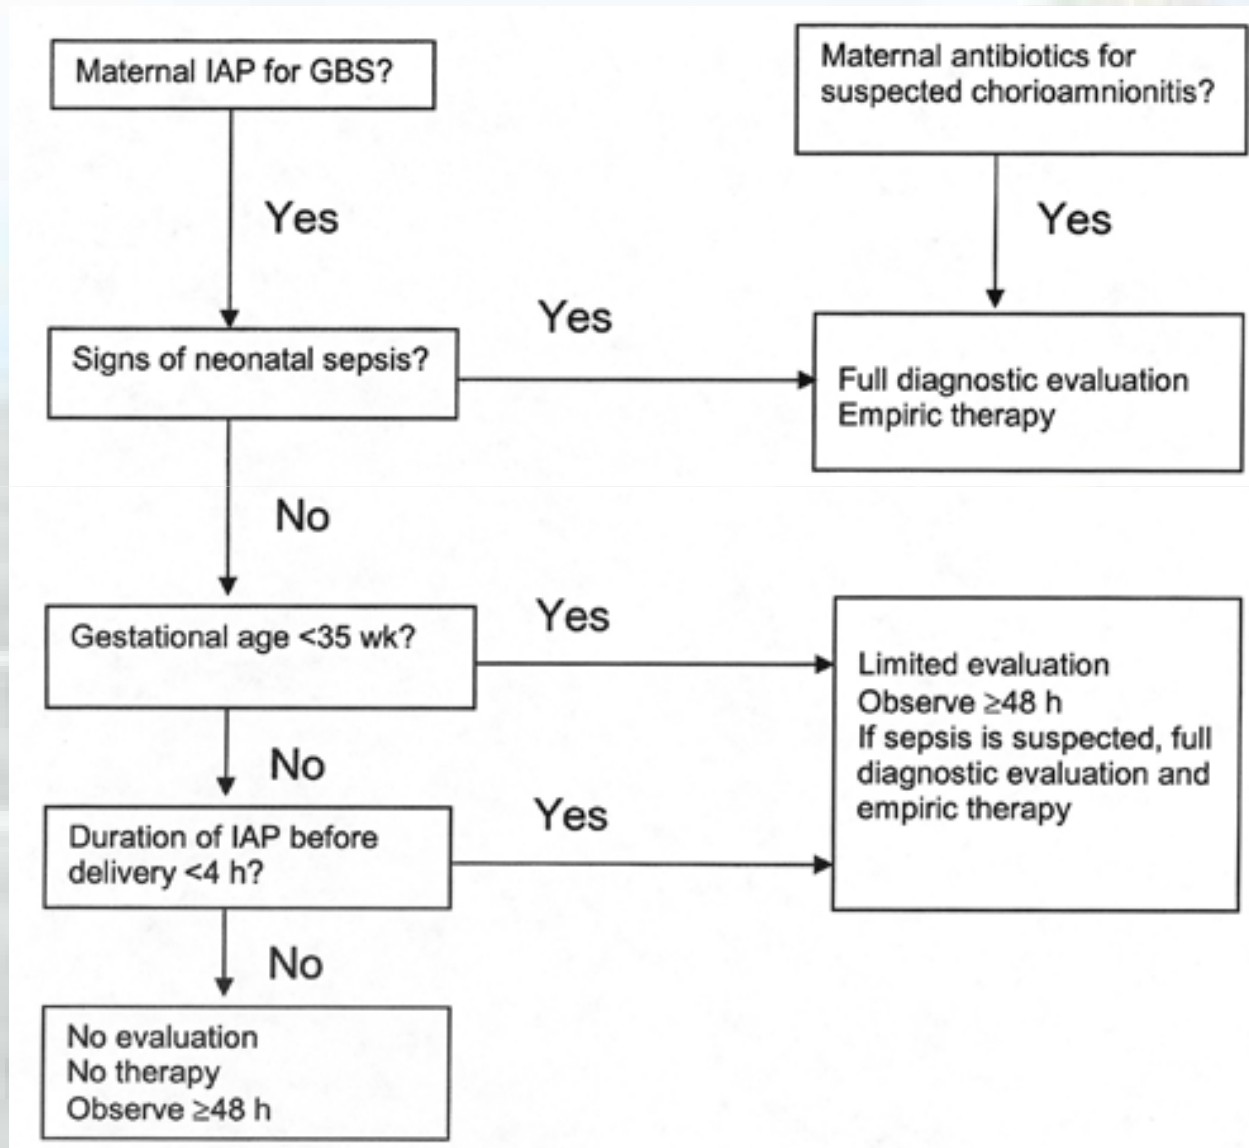 Maternal IAP for GBS?
Maternal antibiotics for
suspected chorioamnionitis?
Yes
Yes
Signs of neonatal sepsis?
Yes
Full diagnostic evaluation
Empiric therapy
No
Gestational age <35 wk?
Yes
Limited evaluation
Observe ≥48 h
If sepsis is suspected, full
diagnostic evaluation and
empiric therapy
No
Duration of IAP before
delivery <4 h?
Yes
No
No evaluation
No therapy
Observe ≥48 h